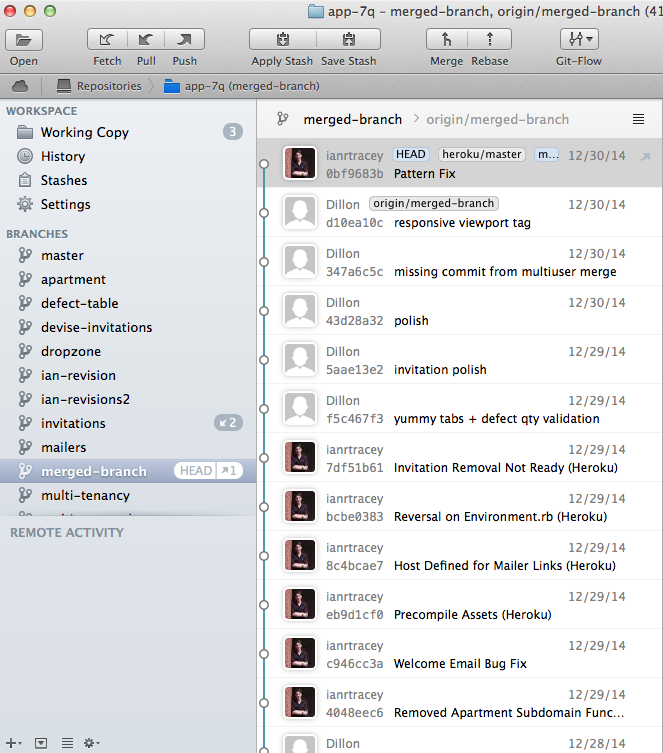 app-7q – merged-branch, origin/merged-branch (41
Open Fetch Pull Push Apply Stash Save Stash Merge Rebase Git-Flow
Repositories app-7q (merged-branch)
WORKSPACE
Working Copy 3
History
Stashes
Settings
BRANCHES
master
apartment
defect-table
devise-invitations
dropzone
ian-revision
ian-revisions2
invitations 2
mailers
merged-branch HEAD 1
multi-tenancy
REMOTE ACTIVITY
merged-branch origin/merged-branch
ianrtracey HEAD heroku/master m... 12/30/14
0bf9683b Pattern Fix
Dillon origin/merged-branch 12/30/14
d10ea10c responsive viewport tag
Dillon 12/30/14
347a6c5c missing commit from multiuser merge
Dillon 12/30/14
43d28a32 polish
Dillon 12/29/14
5aae13e2 invitation polish
Dillon 12/29/14
f5c467f3 yummy tabs + defect qty validation
ianrtracey 12/29/14
7df51b61 Invitation Removal Not Ready (Heroku)
ianrtracey 12/29/14
bcbe0383 Reversal on Environment.rb (Heroku)
ianrtracey 12/29/14
8c4bcae7 Host Defined for Mailer Links (Heroku)
ianrtracey 12/29/14
eb9d1cf0 Precompile Assets (Heroku)
ianrtracey 12/29/14
c946cc3a Welcome Email Bug Fix
ianrtracey 12/29/14
4048eec6 Removed Apartment Subdomain Func...
Dillon 12/28/14